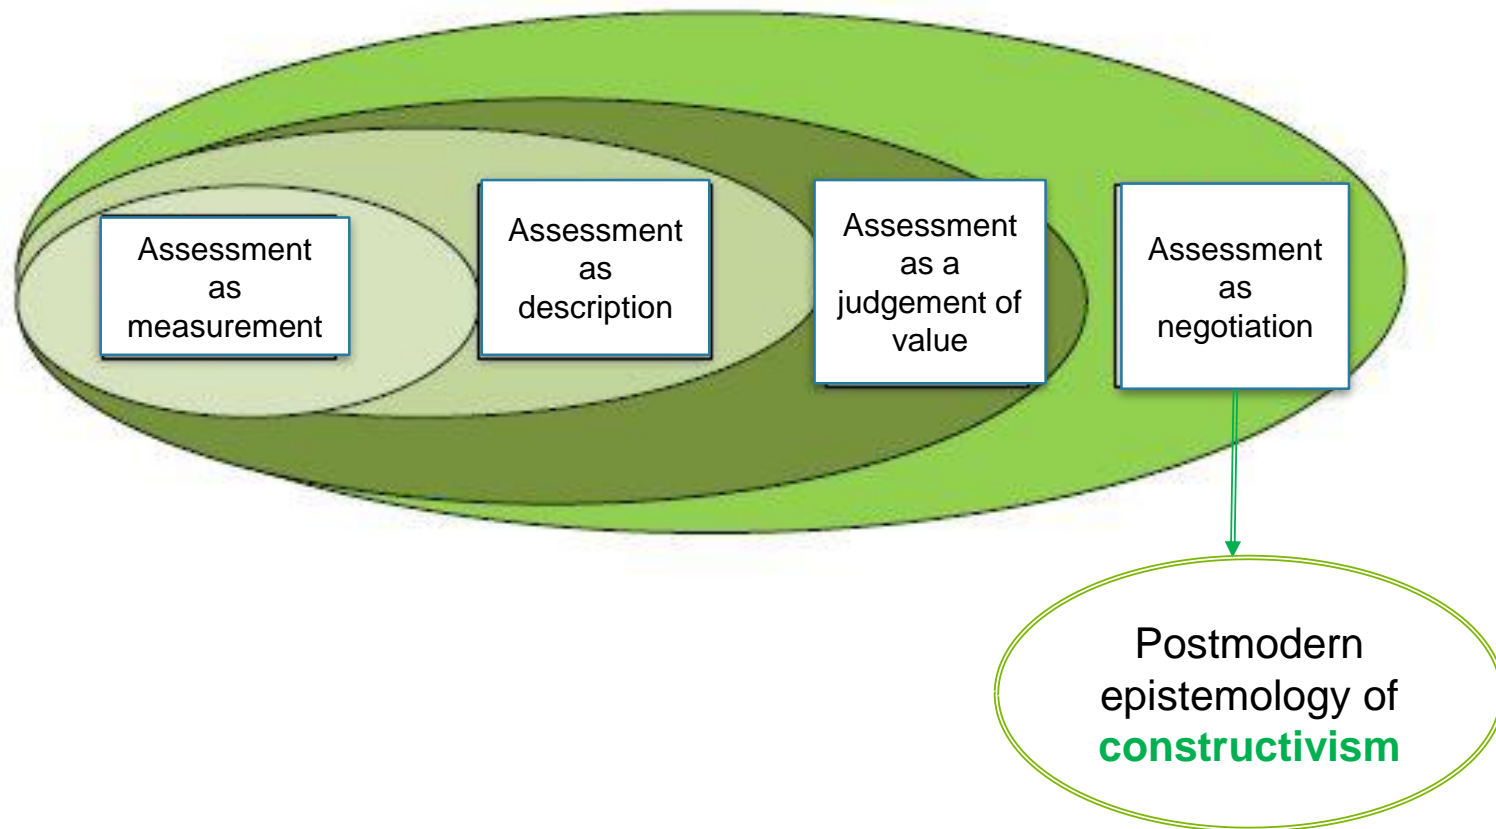 Assessment
as
measurement
Assessment
as
description
Assessment
as a
judgement of
value
Assessment
as
negotiation
Postmodern
epistemology of
constructivism